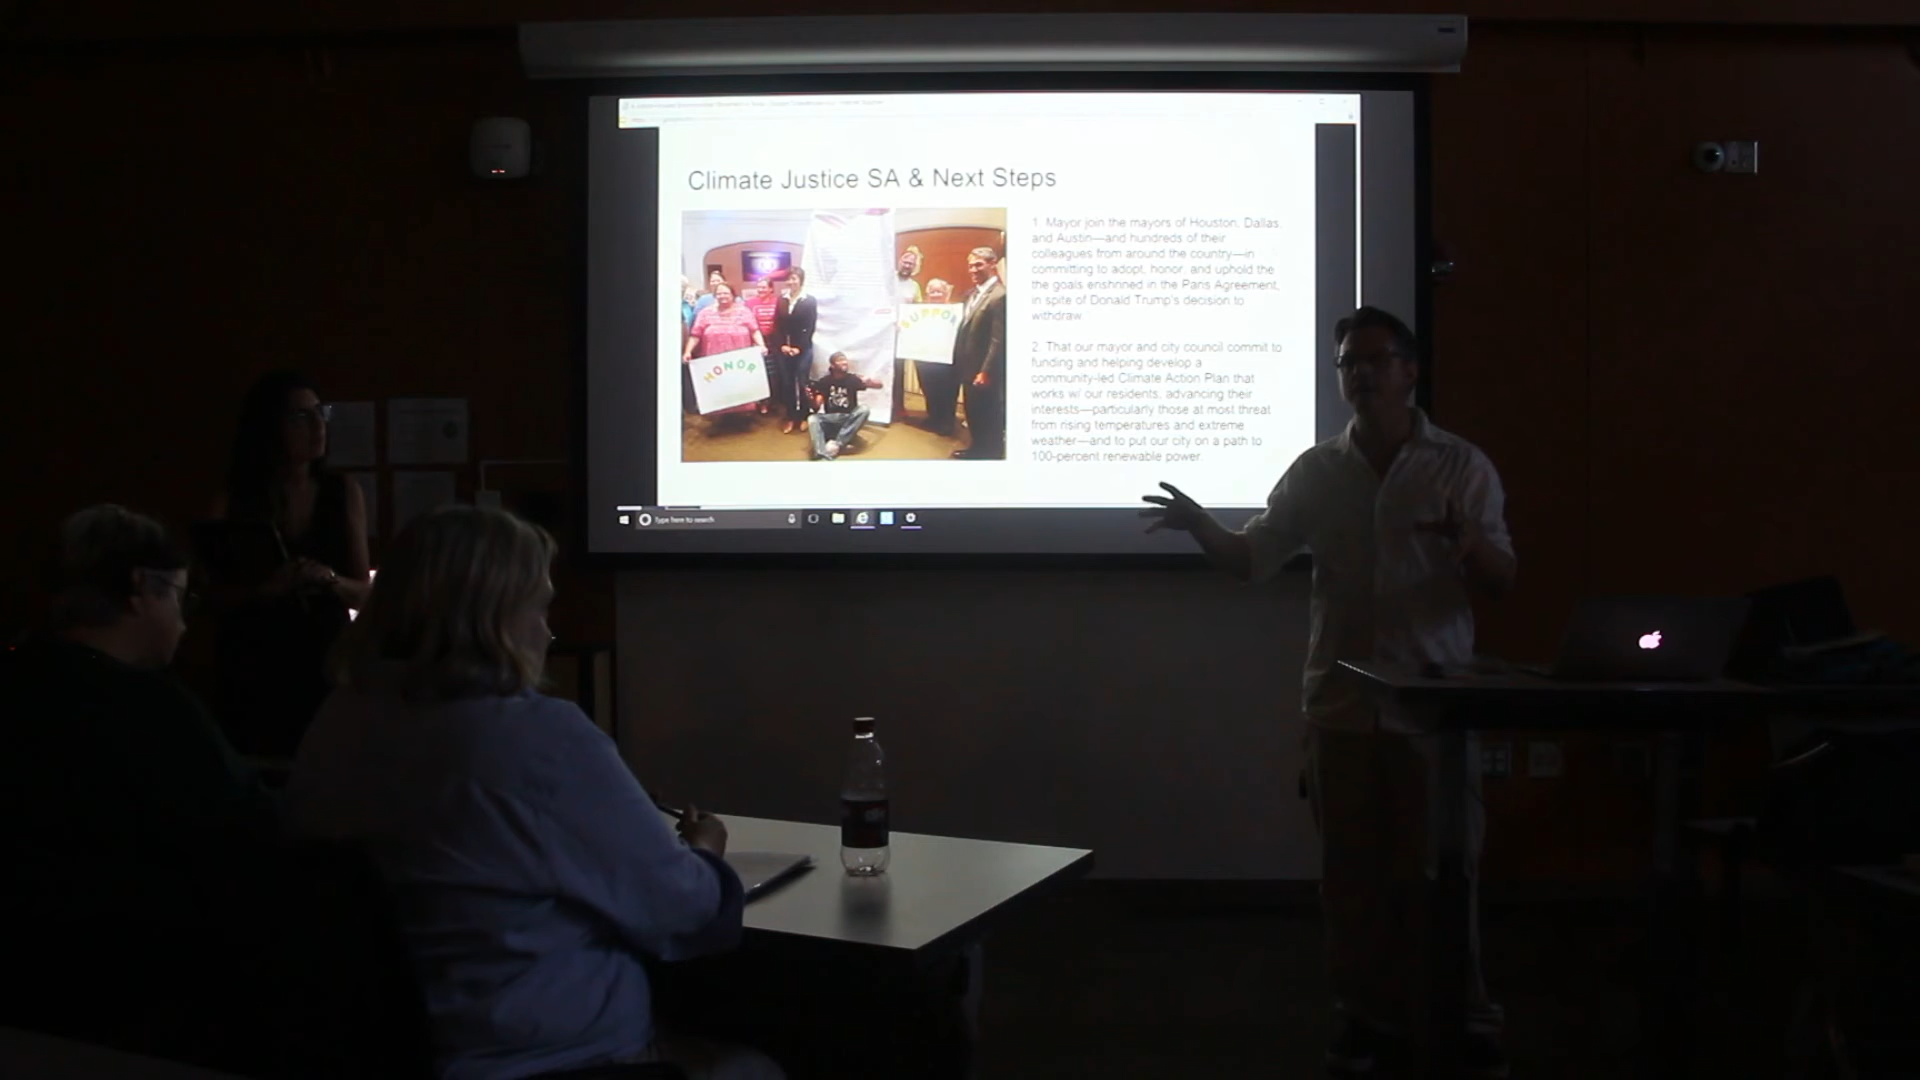 Climate Justice SA & Next Steps
1. Mayor join the mayors of Houston, Dallas,
and Austin—and hundreds of their
colleagues from around the country—in
committing to adopt, honor, and uphold the
the goals enshrined in the Paris Agreement,
in spite of Donald Trump's decision to
withdraw.
2. That our mayor and city council commit to
funding and helping develop a
community-led Climate Action Plan that
works w/ our residents, advancing their
interests—particularly those at most threat
from rising temperatures and extreme
weather—and to put our city on a path to
100-percent renewable power.
HONOR
SUPPOR
Type here to search